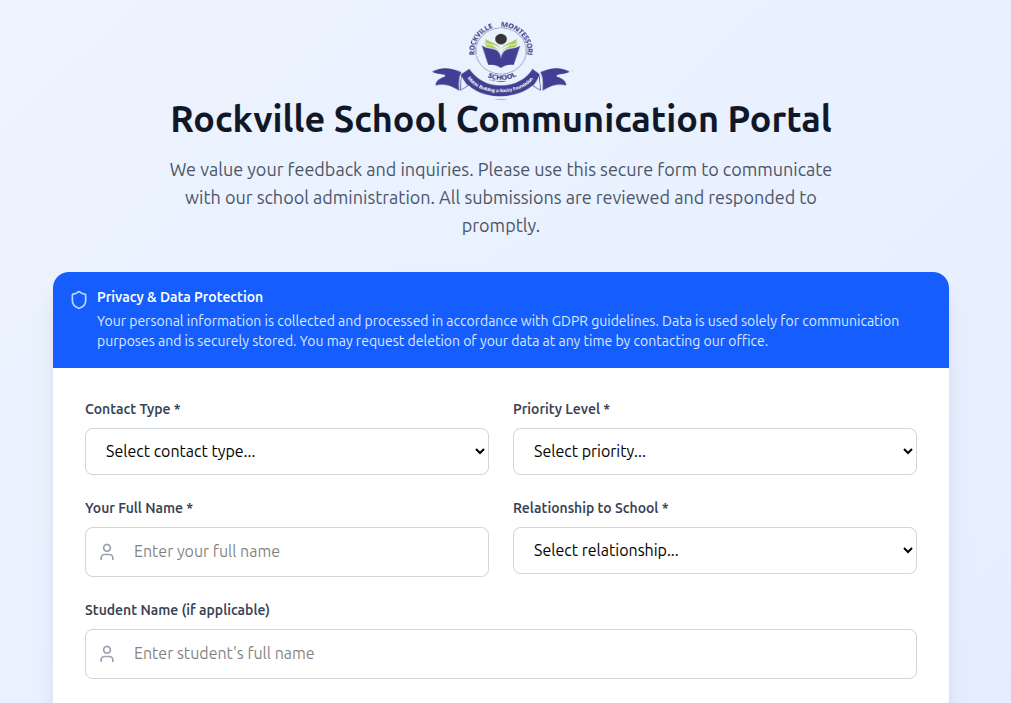 ROCKVILLE MONTESSORI
SCHOOL
Rockville School Communication Portal
We value your feedback and inquiries. Please use this secure form to communicate
with our school administration. All submissions are reviewed and responded to
promptly.
Privacy & Data Protection
Your personal information is collected and processed in accordance with GDPR guidelines. Data is used solely for communication
purposes and is securely stored. You may request deletion of your data at any time by contacting our office.
Contact Type * Priority Level *
Select contact type... Select priority...
Your Full Name * Relationship to School *
Enter your full name Select relationship...
Student Name (if applicable)
Enter student's full name